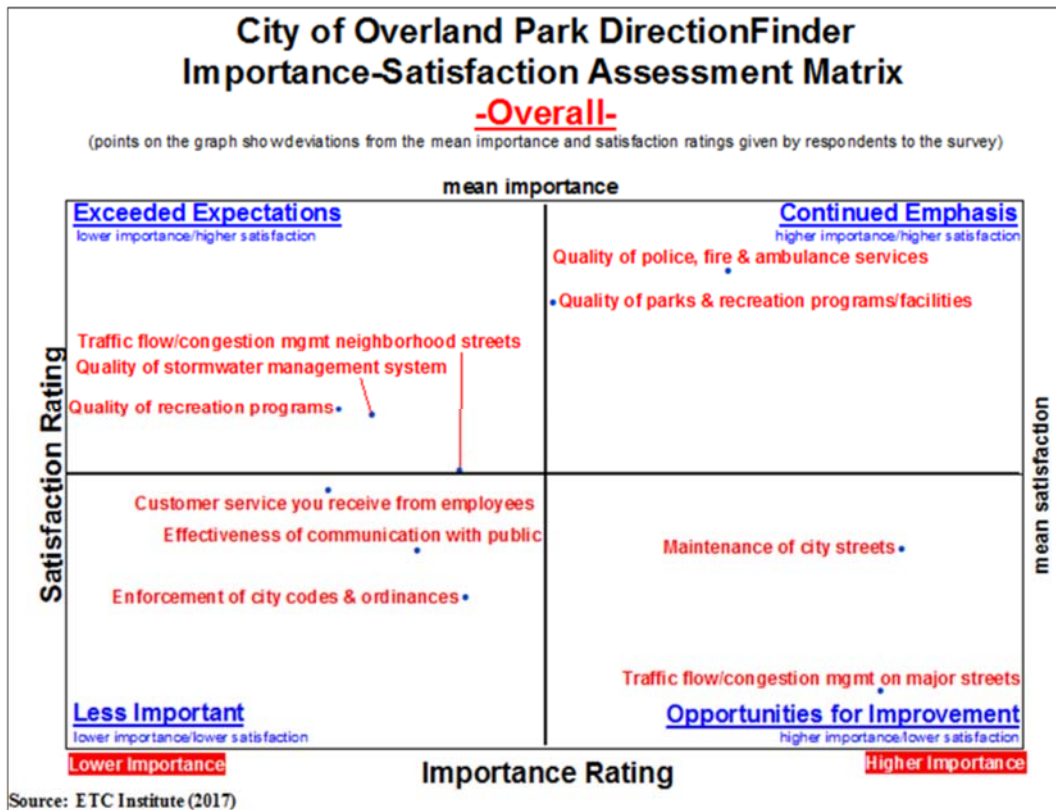 City of Overland Park DirectionFinder
Importance-Satisfaction Assessment Matrix
-Overall-
(points on the graph showdeviations from the mean importance and satisfaction ratings given by respondents to the survey)
mean importance
Exceeded Expectations
lower importance/higher satisfaction
Continued Emphasis
higher importance/higher satisfaction
Quality of police, fire & ambulance services
Quality of parks & recreation programs/facilities
Traffic flow/congestion mgmt neighborhood streets
Quality of stormwater management system
Quality of recreation programs
Satisfaction Rating
mean satisfaction
Customer service you receive from employees
Effectiveness of communication with public
Enforcement of city codes & ordinances
Maintenance of city streets
Traffic flow/congestion mgmt on major streets
Less Important
lower importance/lower satisfaction
Opportunities for Improvement
higher importance/lower satisfaction
Lower Importance
Importance Rating
Higher Importance
Source: ETC Institute (2017)